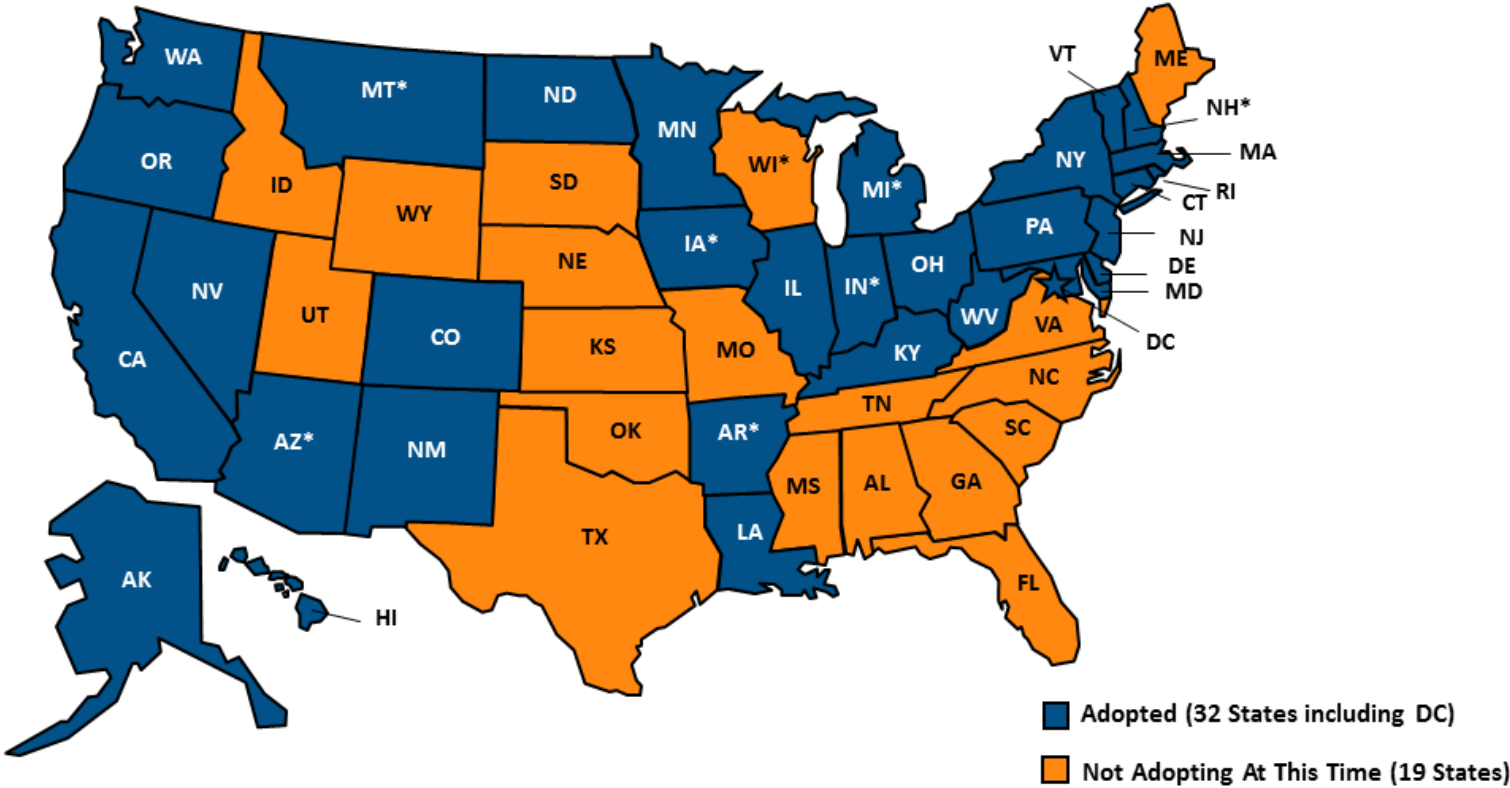 WA
MT*
ND
MN
VT
ME
NH*
OR
ID
WY
SD
WI*
MI*
NY
MA
RI
CT
PA
NJ
NV
UT
CO
NE
IA*
IL
IN*
OH
DE
MD
WV
VA
DC
CA
KS
MO
KY
NC
AZ*
NM
OK
AR*
TN
SC
MS
AL
GA
TX
LA
FL
AK
HI
Adopted (32 States including DC)
Not Adopting At This Time (19 States)